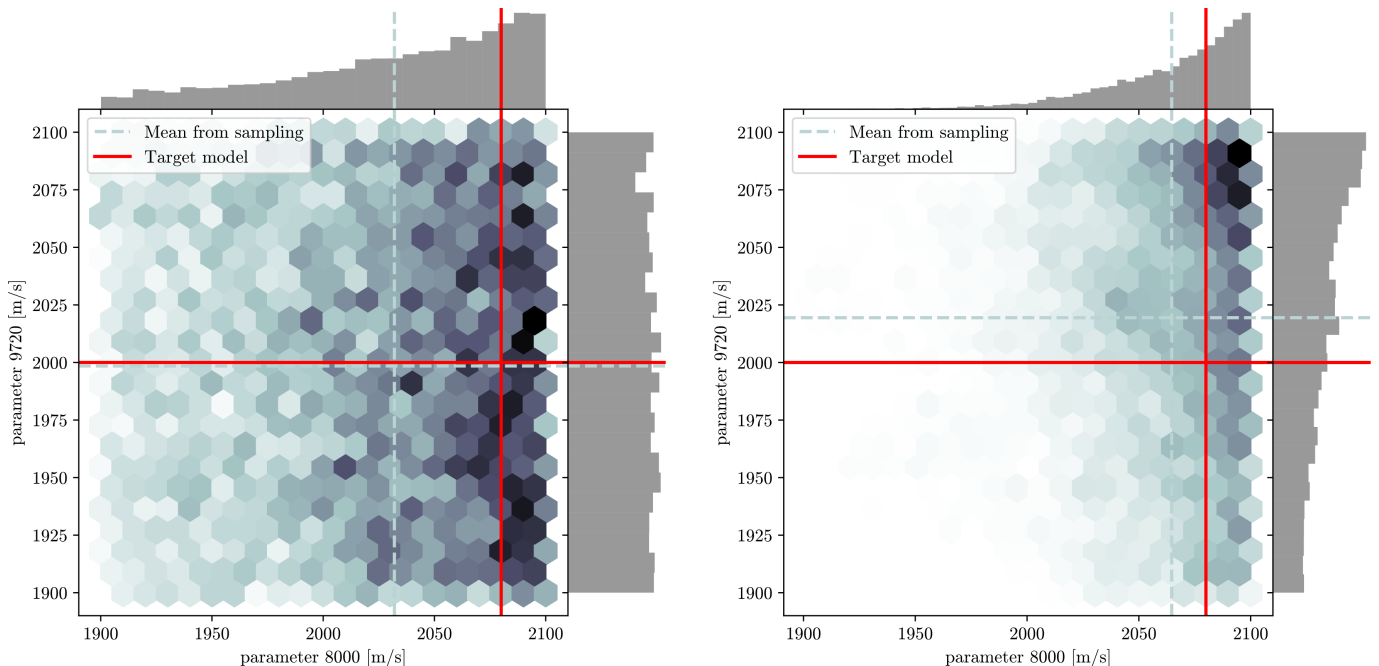 Mean from sampling
Target model
2100
2075
2050
2025
2000
1975
1950
1925
1900
parameter 9720 [m/s]
1900 1950 2000 2050 2100
parameter 8000 [m/s]
Mean from sampling
Target model
2100
2075
2050
2025
2000
1975
1950
1925
1900
parameter 9720 [m/s]
1900 1950 2000 2050 2100
parameter 8000 [m/s]